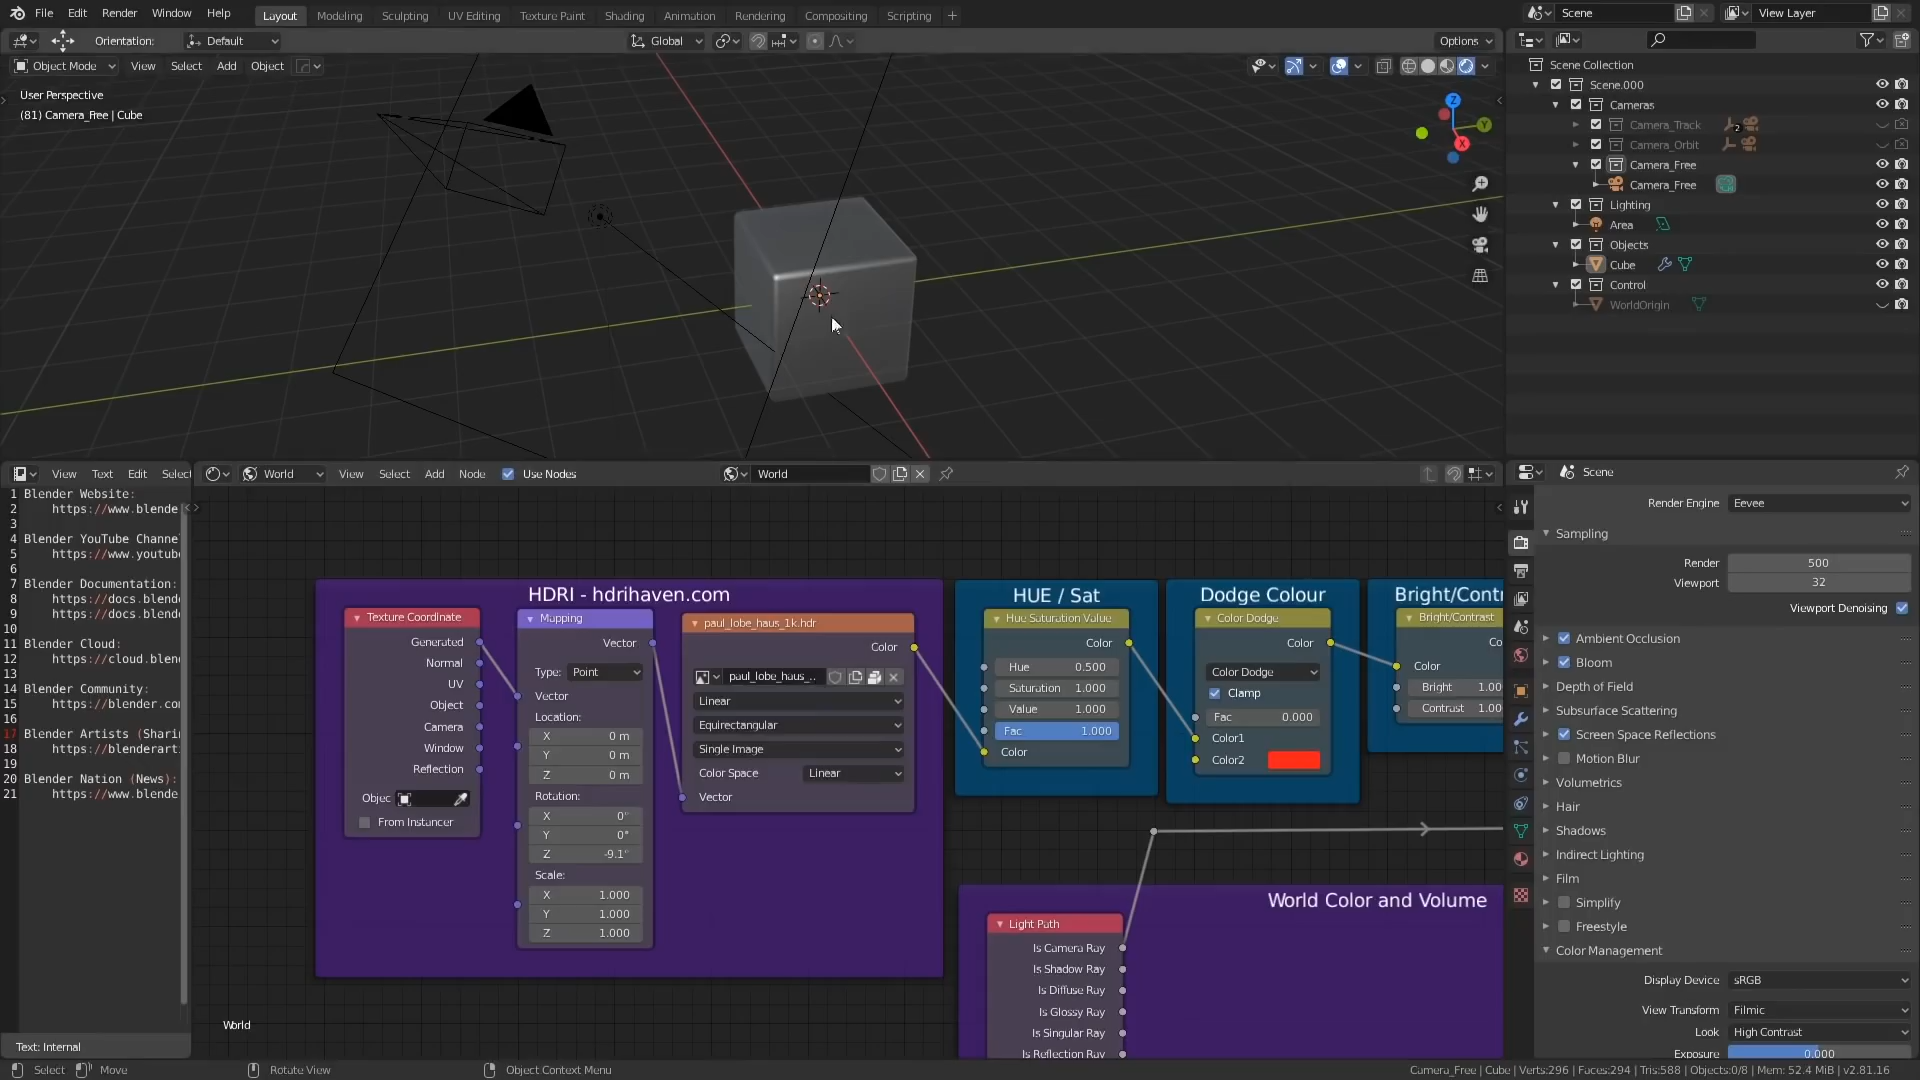 File Edit Render Window Help Layout Modeling Sculpting UV Editing Texture Paint Shading Animation Rendering Compositing Scripting +
Scene View Layer
Orientation: Default Global Options
Object Mode View Select Add Object
User Perspective
(81) Camera_Free | Cube
Z
Y
X
Scene Collection
Scene.000
Cameras
Camera_Track 2
Camera_Orbit
Camera_Free
Camera_Free
Lighting
Area
Objects
Cube
Control
WorldOrigin
View Text Edit Select
1 Blender Website:
2 https://www.blende
3
4 Blender YouTube Channe
5 https://www.youtube
6
7 Blender Documentation:
8 https://docs.blend
9 https://docs.blend
10
11 Blender Cloud:
12 https://cloud.blen
13
14 Blender Community:
15 https://blender.co
16
17 Blender Artists (Shari
18 https://blenderart
19
20 Blender Nation (News):
21 https://www.blende
Text: Internal
World View Select Add Node Use Nodes World
HDRI - hdrihaven.com
Texture Coordinate
Generated
Normal
UV
Object
Camera
Window
Reflection
Objec
From Instancer
Mapping
Vector
Type: Point
Vector
Location:
X 0 m
Y 0 m
Z 0 m
Rotation:
X 0°
Y 0°
Z -9.1°
Scale:
X 1.000
Y 1.000
Z 1.000
paul_lobe_haus_1k.hdr
Color
paul_lobe_haus_..
Linear
Equirectangular
Single Image
Color Space Linear
Vector
HUE / Sat
Hue Saturation Value
Color
Hue 0.500
Saturation 1.000
Value 1.000
Fac 1.000
Color
Dodge Colour
Color Dodge
Color
Color Dodge
Clamp
Fac 0.000
Color1
Color2
Bright/Contr
Bright/Contrast
Co
Color
Bright 1.00
Contrast 1.00
World Color and Volume
Light Path
Is Camera Ray
Is Shadow Ray
Is Diffuse Ray
Is Glossy Ray
Is Singular Ray
Is Reflection Ray
World
Scene
Render Engine Eevee
Sampling
Render 500
Viewport 32
Viewport Denoising
Ambient Occlusion
Bloom
Depth of Field
Subsurface Scattering
Screen Space Reflections
Motion Blur
Volumetrics
Hair
Shadows
Indirect Lighting
Film
Simplify
Freestyle
Color Management
Display Device sRGB
View Transform Filmic
Look High Contrast
Exposure 0.000
Select Move Rotate View Object Context Menu
Camera_Free | Cube | Verts:296 | Faces:294 | Tris:588 | Objects:0/8 | Mem: 52.4 MiB | v2.81.16